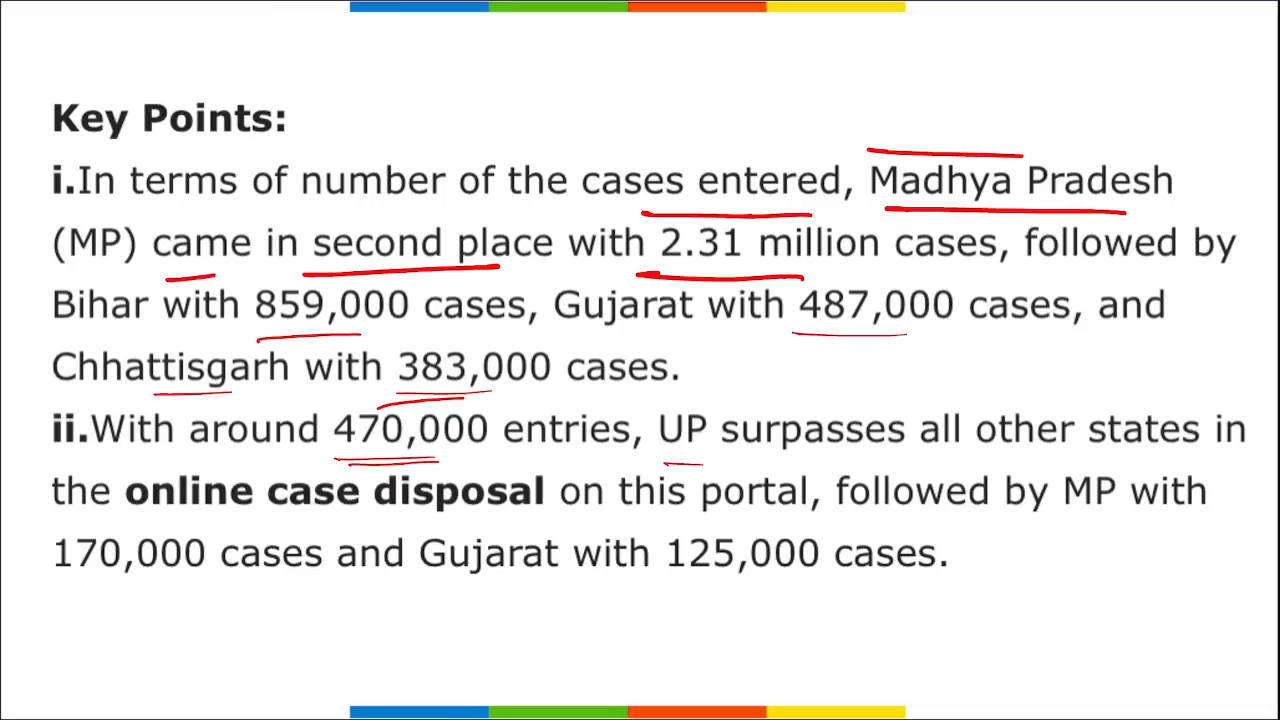 Key Points:
i.In terms of number of the cases entered, Madhya Pradesh
(MP) came in second place with 2.31 million cases, followed by
Bihar with 859,000 cases, Gujarat with 487,000 cases, and
Chhattisgarh with 383,000 cases.
ii.With around 470,000 entries, UP surpasses all other states in
the online case disposal on this portal, followed by MP with
170,000 cases and Gujarat with 125,000 cases.